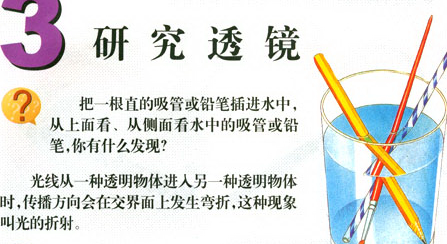 3 研究透镜
?
把一根直的吸管或铅笔插进水中,
从上面看、从侧面看水中的吸管或铅
笔,你有什么发现?
光线从一种透明物体进入另一种透明物体
时,传播方向会在交界面上发生弯折,这种现象
叫光的折射。